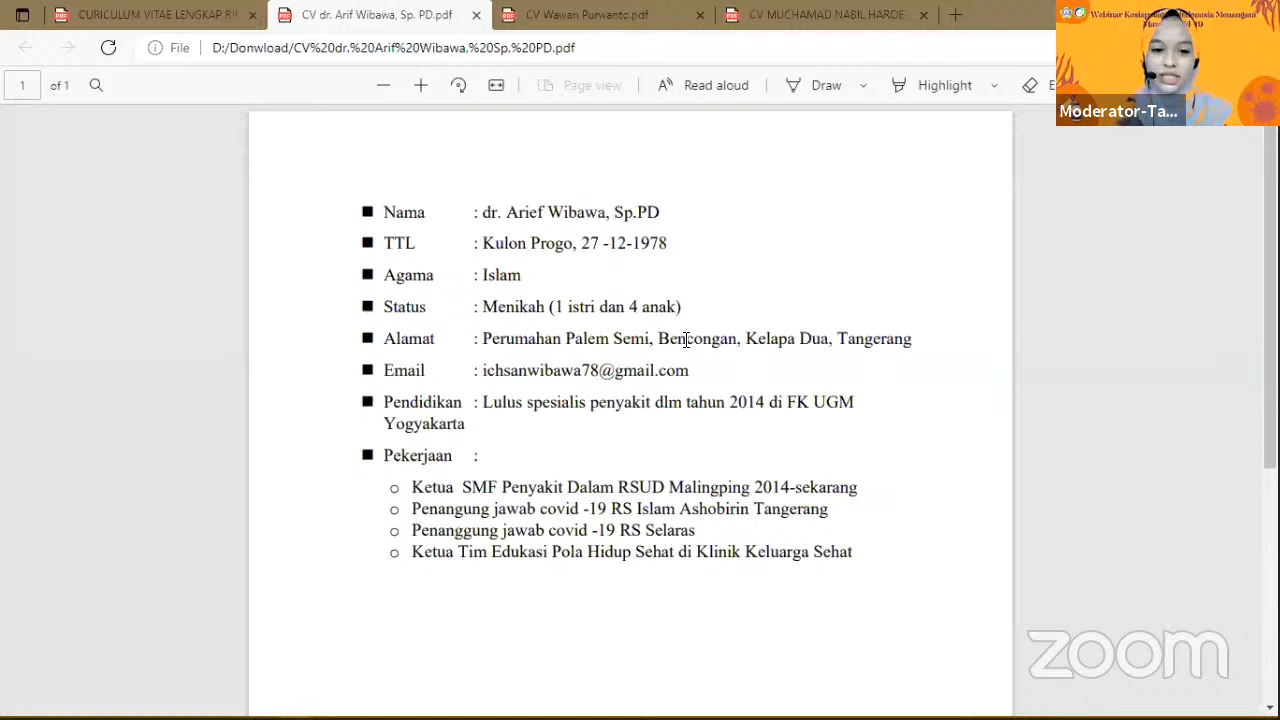 CURICULUM VITAE LENGKAP RI
CV dr. Arif Wibawa, Sp. PD.pdf
CV Wawan Purwanto.pdf
CV MUCHAMAD NABIL HAROE
File
D:/Donwload/CV%20dr.%20Arif%20Wibawa,%20Sp.%20PD.pdf
1 of 1
Page view
Read aloud
Draw
Highlight
E
Webinar Kesiapan
Moderator-Ta...
Nama : dr. Arief Wibawa, Sp.PD
TTL : Kulon Progo, 27 -12-1978
Agama : Islam
Status : Menikah (1 istri dan 4 anak)
Alamat : Perumahan Palem Semi, Bencongan, Kelapa Dua, Tangerang
Email : ichsanwibawa78@gmail.com
Pendidikan : Lulus spesialis penyakit dlm tahun 2014 di FK UGM
Yogyakarta
Pekerjaan :
Ketua SMF Penyakit Dalam RSUD Malingping 2014-sekarang
Penangung jawab covid -19 RS Islam Ashobirin Tangerang
Penanggung jawab covid -19 RS Selaras
Ketua Tim Edukasi Pola Hidup Sehat di Klinik Keluarga Sehat
zoom